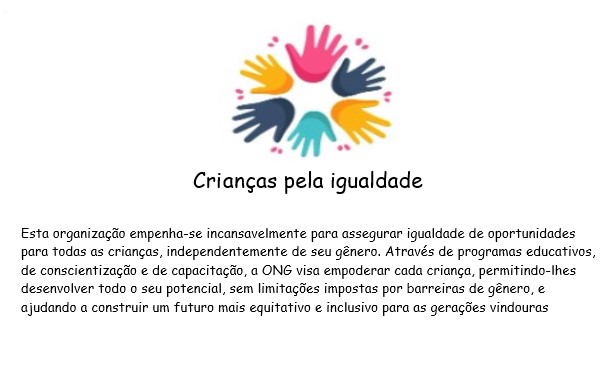 Crianças pela igualdade
Esta organização empenha-se incansavelmente para assegurar igualdade de oportunidades
para todas as crianças, independentemente de seu gênero. Através de programas educativos,
de conscientização e de capacitação, a ONG visa empoderar cada criança, permitindo-lhes
desenvolver todo o seu potencial, sem limitações impostas por barreiras de gênero, e
ajudando a construir um futuro mais equitativo e inclusivo para as gerações vindouras